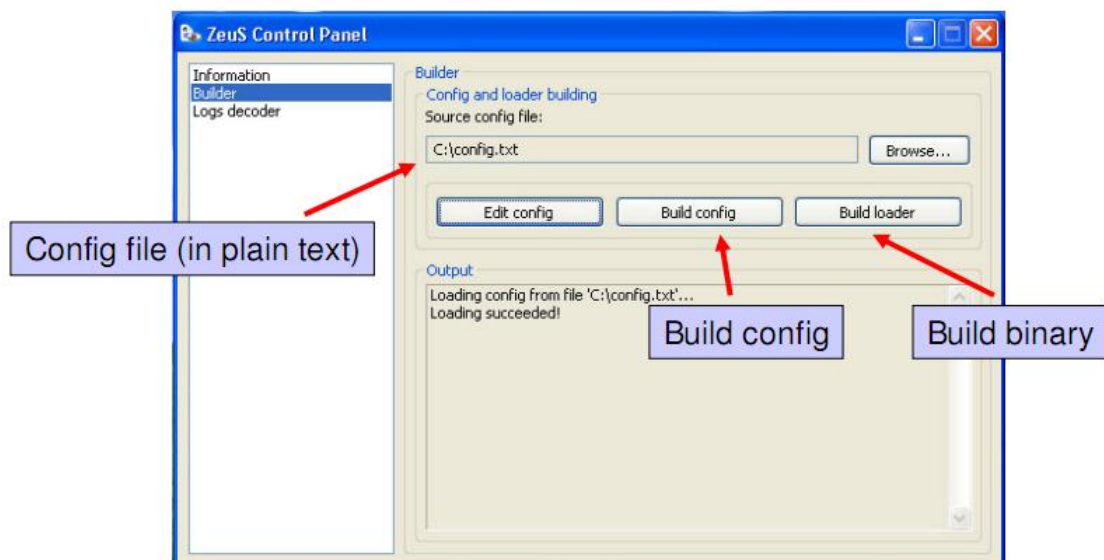 ZeuS Control Panel
Information
Builder
Logs decoder
Builder
Config and loader building
Source config file:
C:\config.txt
Browse...
Edit config
Build config
Build loader
Config file (in plain text)
Output
Loading config from file 'C:\config.txt'...
Loading succeeded!
Build config
Build binary